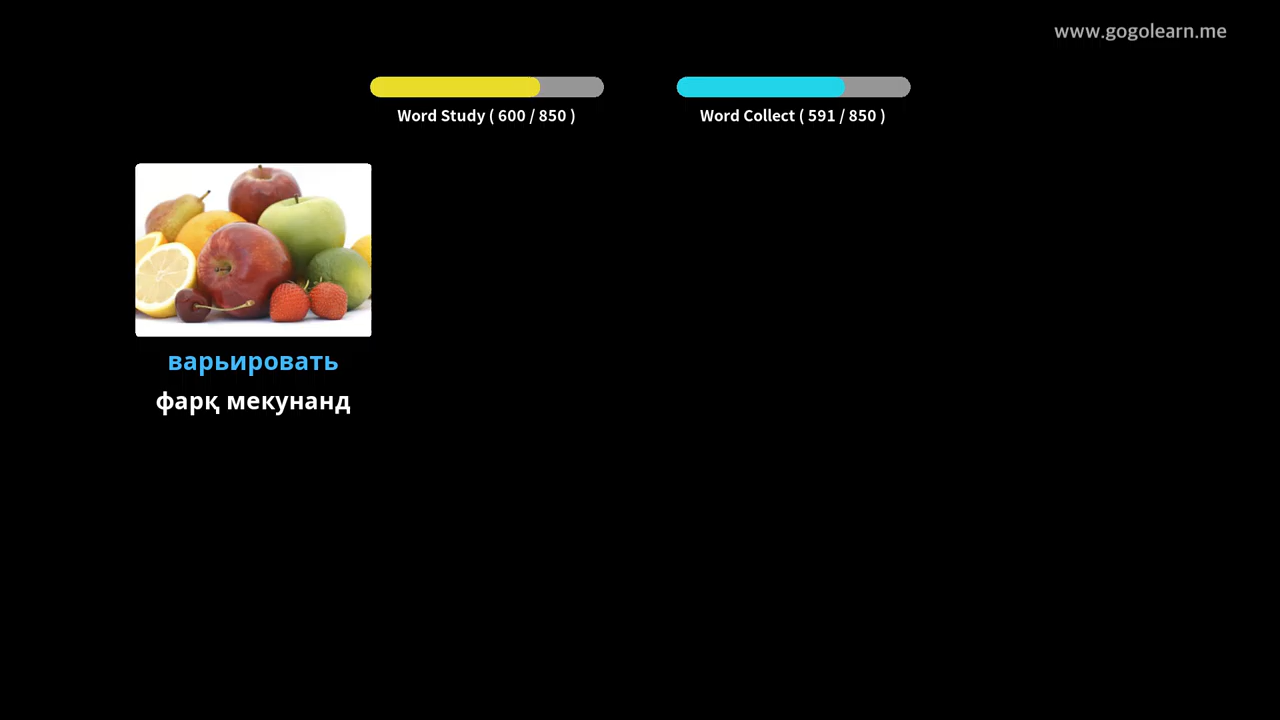 www.gogolearn.me
Word Study ( 600 / 850 )
Word Collect ( 591 / 850 )
варьировать
фарқ мекунанд